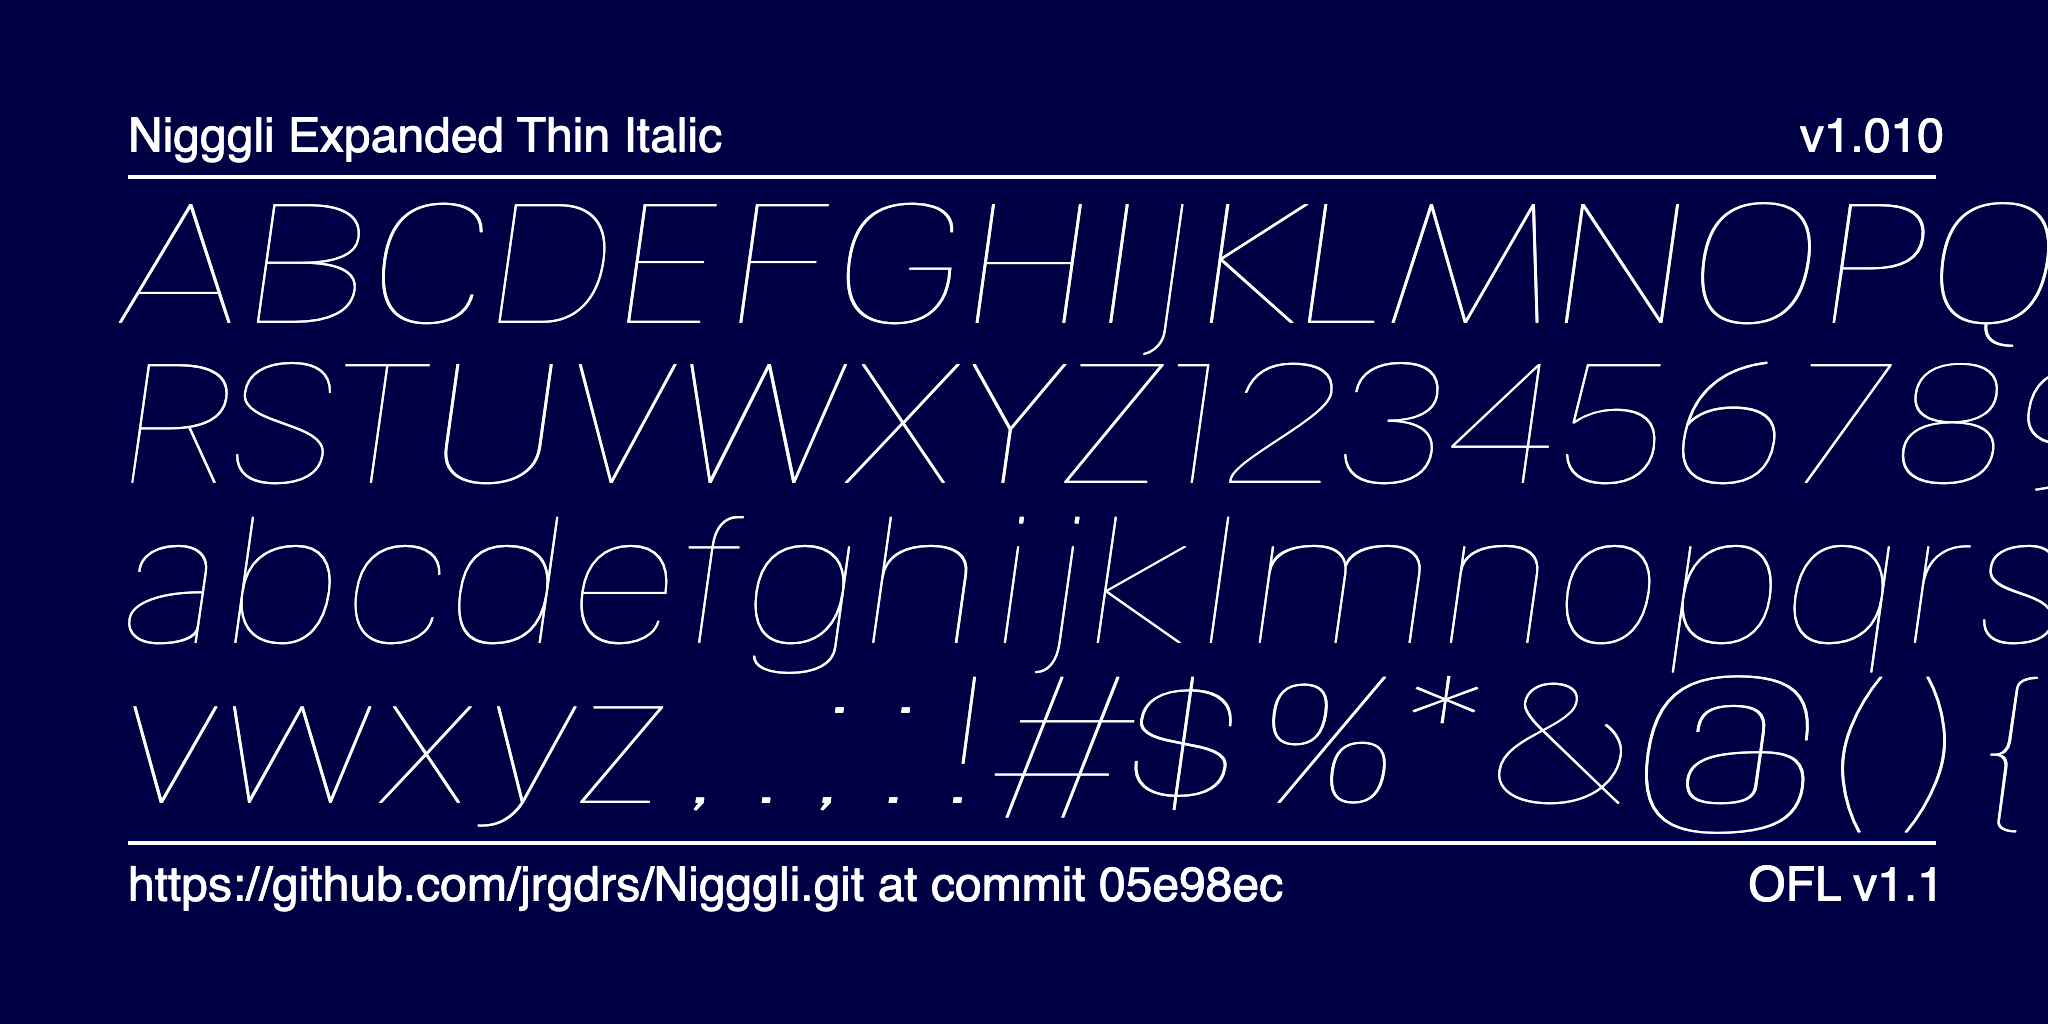 Nigggli Expanded Thin Italic
v1.010
ABCDEFGHIJKLMNOPQ
RSTUVWXYZ123456789
abcdefghijklmnopqrs
vwxyz,.;:!#$%*&@(){
https://github.com/jrgdrs/Nigggli.git at commit 05e98ec
OFL v1.1